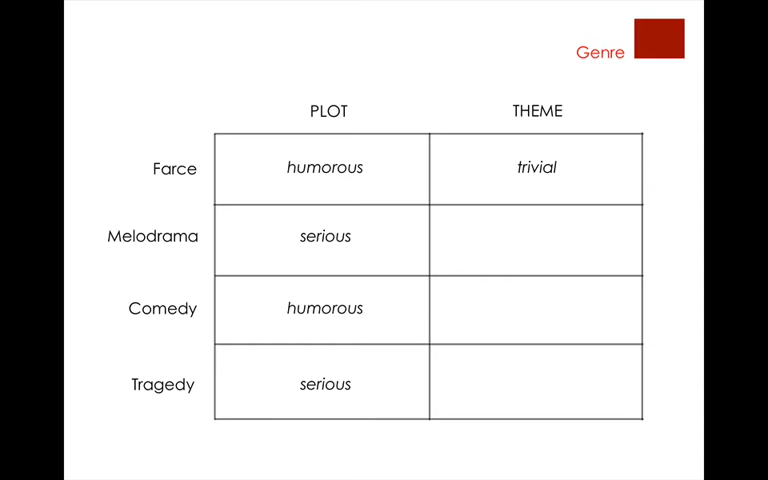 Genre
PLOT THEME
Farce humorous trivial
Melodrama serious
Comedy humorous
Tragedy serious